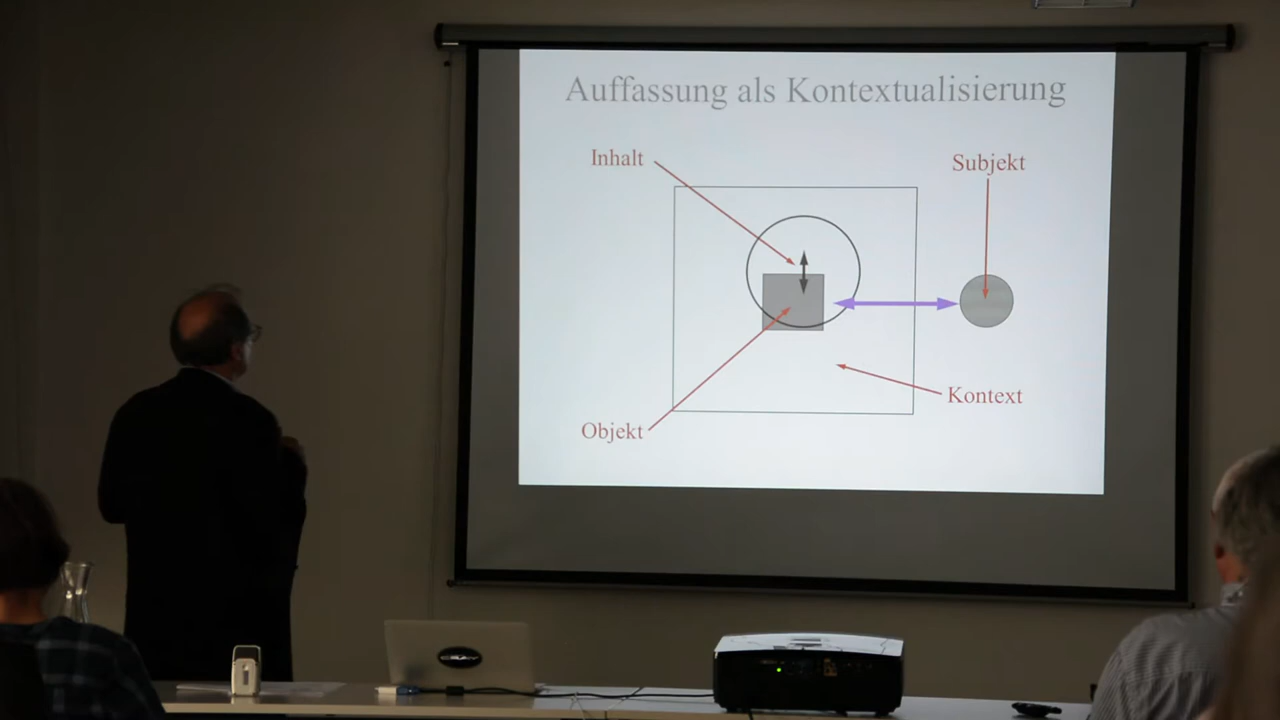 Auffassung als Kontextualisierung
Inhalt
Subjekt
Kontext
Objekt